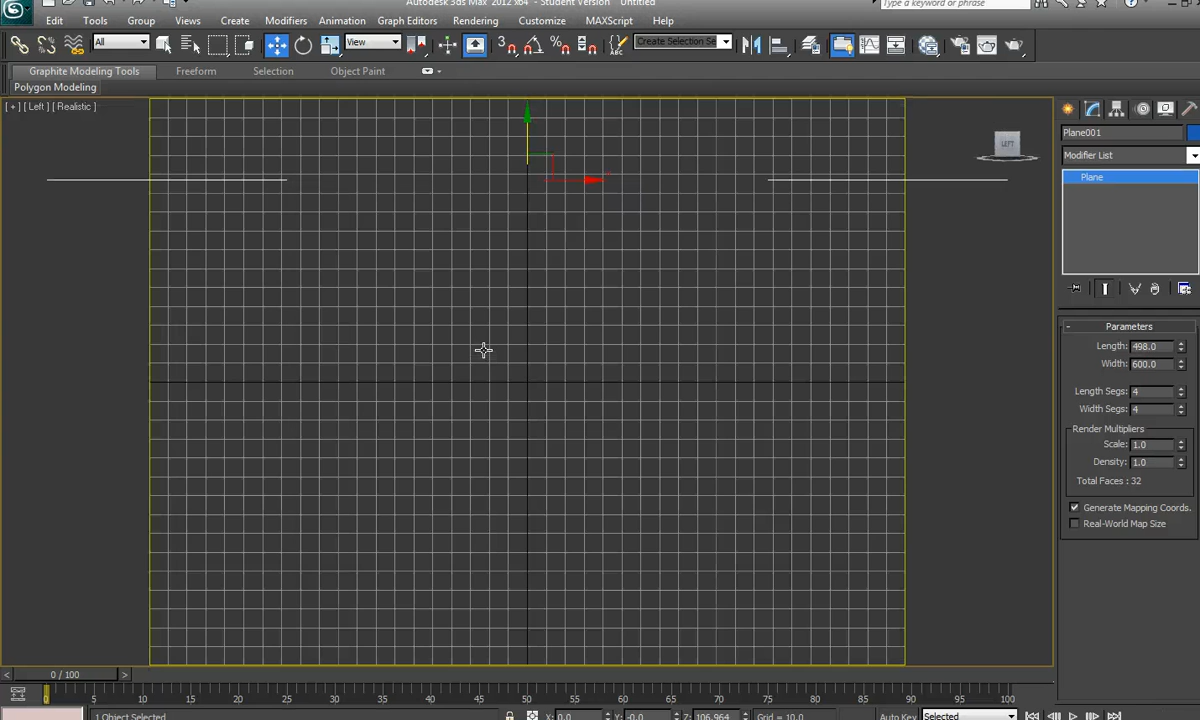 Autodesk 3ds Max 2012 x64 - Student Version Untitled
Type a keyword or phrase
Edit Tools Group Views Create Modifiers Animation Graph Editors Rendering Customize MAXScript Help
All View Create Selection Se
Graphite Modeling Tools Freeform Selection Object Paint
Polygon Modeling
[ + ] [ Left ] [ Realistic ]
LEFT
Plane001
Modifier List
Plane
- Parameters
Length: 498.0
Width: 600.0
Length Segs: 4
Width Segs: 4
Render Multipliers
Scale: 1.0
Density: 1.0
Total Faces : 32
Generate Mapping Coords.
Real-World Map Size
< 0 / 100 >
0 5 10 15 20 25 30 35 40 45 50 55 60 65 70 75 80 85 90 95 100
1 Object Selected X: 0.0 Y: -0.0 Z: 106.964 Grid = 10.0 Auto Key Selected